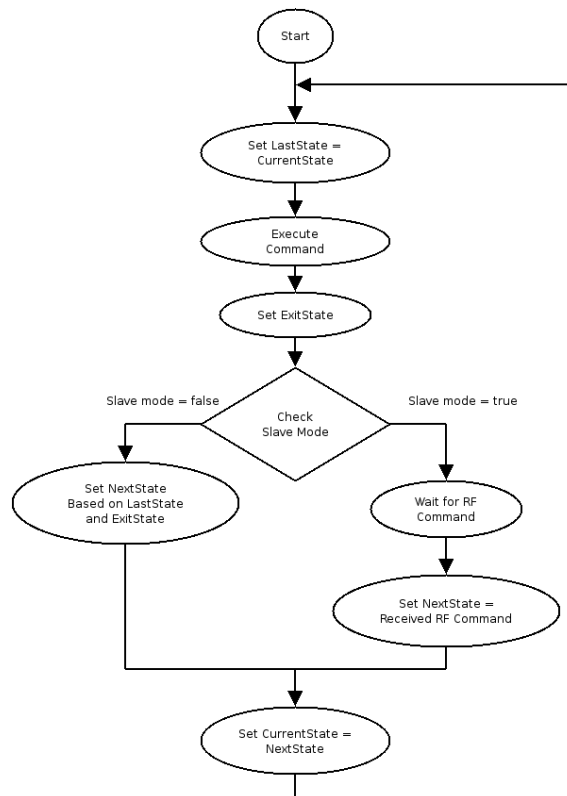 Start
Set LastState =
CurrentState
Execute
Command
Set ExitState
Slave mode = false
Slave mode = true
Check
Slave Mode
Set NextState
Based on LastState
and ExitState
Wait for RF
Command
Set NextState =
Received RF Command
Set CurrentState =
NextState